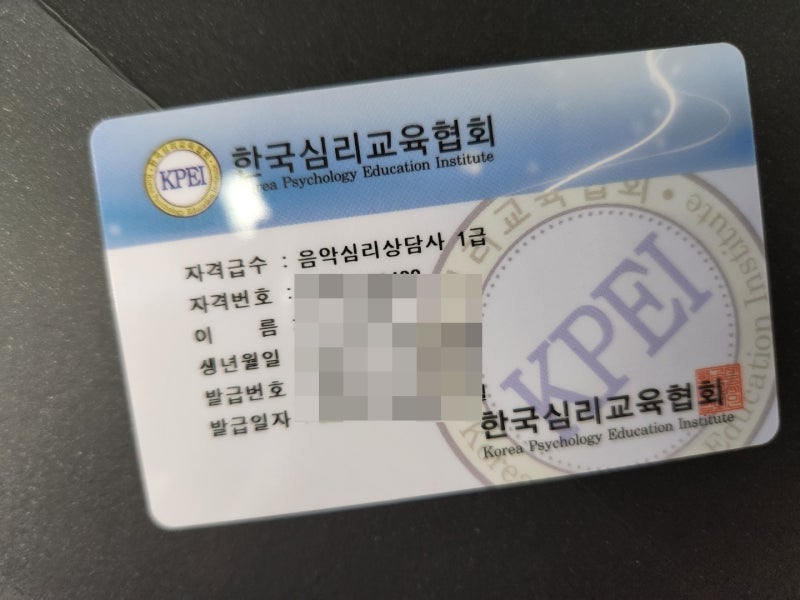 KPEI
한국심리교육협회
Korea Psychology Education Institute
자격급수 : 음악심리상담사 1급
자격번호 :
이 름
생년월일
발급번호
발급일자
KPEI
한국심리교육협회
Korea Psychology Education Institute